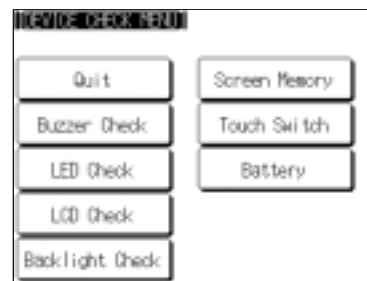 [DEVICE CHECK MENU]
Quit
Buzzer Check
LED Check
LCD Check
Backlight Check
Screen Memory
Touch Switch
Battery